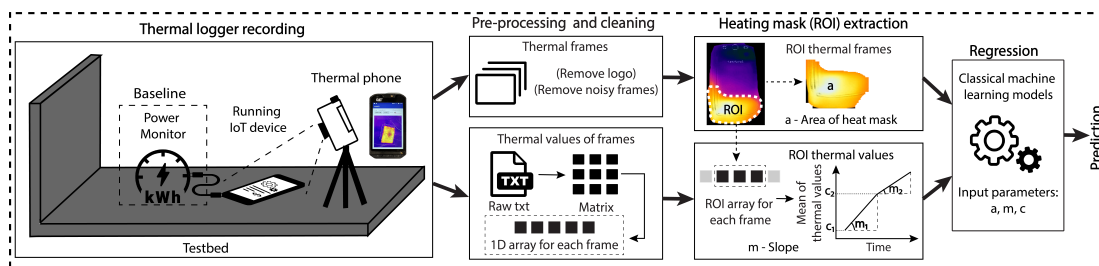 Thermal logger recording
Thermal phone
Baseline
Power
Monitor
Running
IoT device
kWh
Testbed
Pre-processing and cleaning
Thermal frames
(Remove logo)
(Remove noisy frames)
Thermal values of frames
TXT
Raw txt
Matrix
1D array for each frame
Heating mask (ROI) extraction
ROI thermal frames
ROI
a
a - Area of heat mask
ROI thermal values
ROI array for
each frame
m - Slope
Mean of
thermal values
c2
c1
m1
m2
Time
Regression
Classical machine
learning models
Input parameters:
a, m, c
Prediction